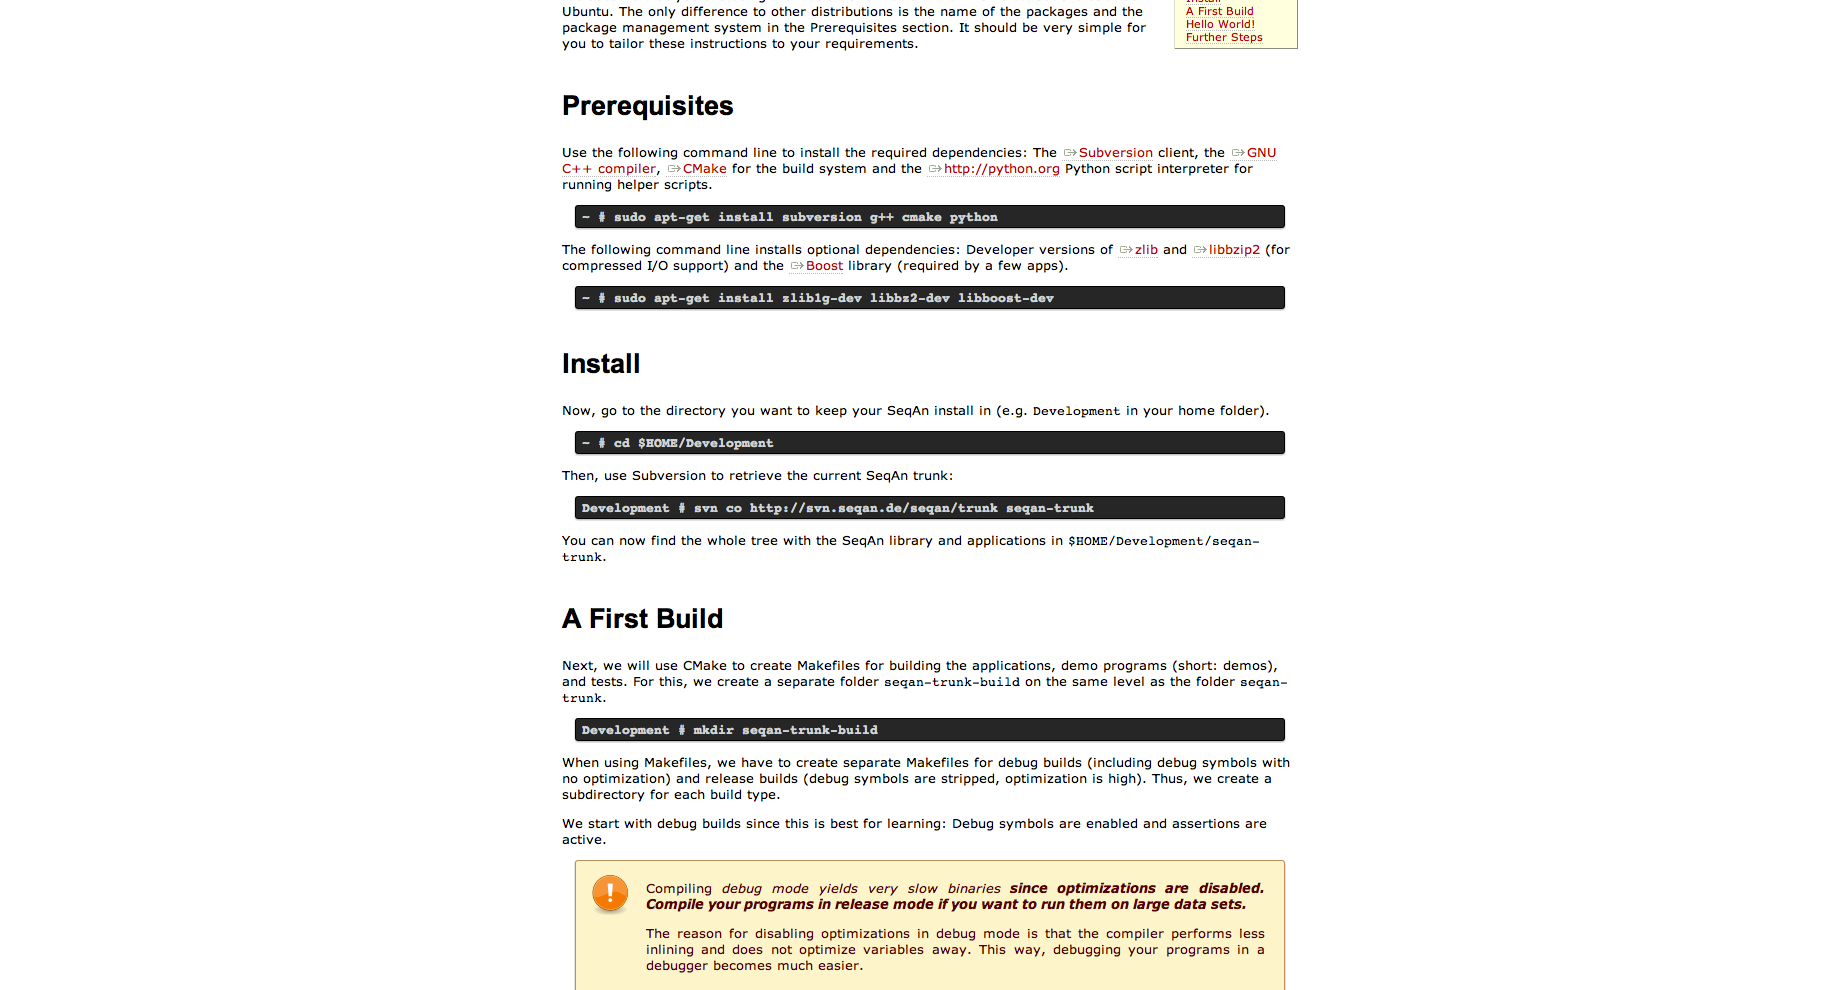 Ubuntu. The only difference to other distributions is the name of the packages and the
package management system in the Prerequisites section. It should be very simple for
you to tailor these instructions to your requirements.
Install
A First Build
Hello World!
Further Steps
Prerequisites
Use the following command line to install the required dependencies: The Subversion client, the GNU
C++ compiler, CMake for the build system and the http://python.org Python script interpreter for
running helper scripts.
~ # sudo apt-get install subversion g++ cmake python
The following command line installs optional dependencies: Developer versions of zlib and libbzip2 (for
compressed I/O support) and the Boost library (required by a few apps).
~ # sudo apt-get install zlib1g-dev libbz2-dev libboost-dev
Install
Now, go to the directory you want to keep your SeqAn install in (e.g. Development in your home folder).
~ # cd $HOME/Development
Then, use Subversion to retrieve the current SeqAn trunk:
Development # svn co http://svn.seqan.de/seqan/trunk seqan-trunk
You can now find the whole tree with the SeqAn library and applications in $HOME/Development/seqan-
trunk.
A First Build
Next, we will use CMake to create Makefiles for building the applications, demo programs (short: demos),
and tests. For this, we create a separate folder seqan-trunk-build on the same level as the folder seqan-
trunk.
Development # mkdir seqan-trunk-build
When using Makefiles, we have to create separate Makefiles for debug builds (including debug symbols with
no optimization) and release builds (debug symbols are stripped, optimization is high). Thus, we create a
subdirectory for each build type.
We start with debug builds since this is best for learning: Debug symbols are enabled and assertions are
active.
Compiling debug mode yields very slow binaries since optimizations are disabled.
Compile your programs in release mode if you want to run them on large data sets.
The reason for disabling optimizations in debug mode is that the compiler performs less
inlining and does not optimize variables away. This way, debugging your programs in a
debugger becomes much easier.